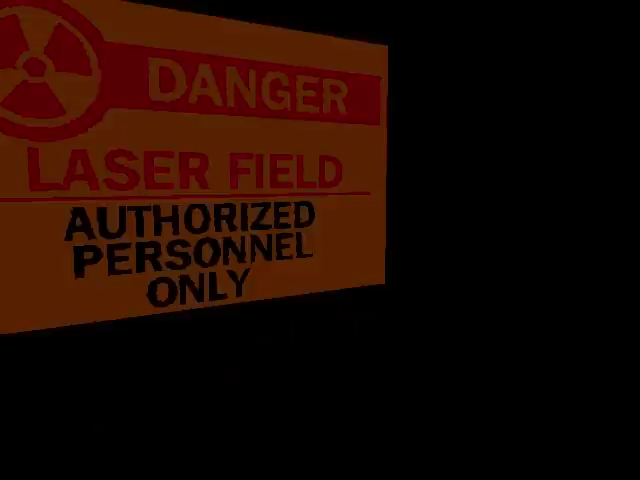 DANGER
LASER FIELD
AUTHORIZED
PERSONNEL
ONLY